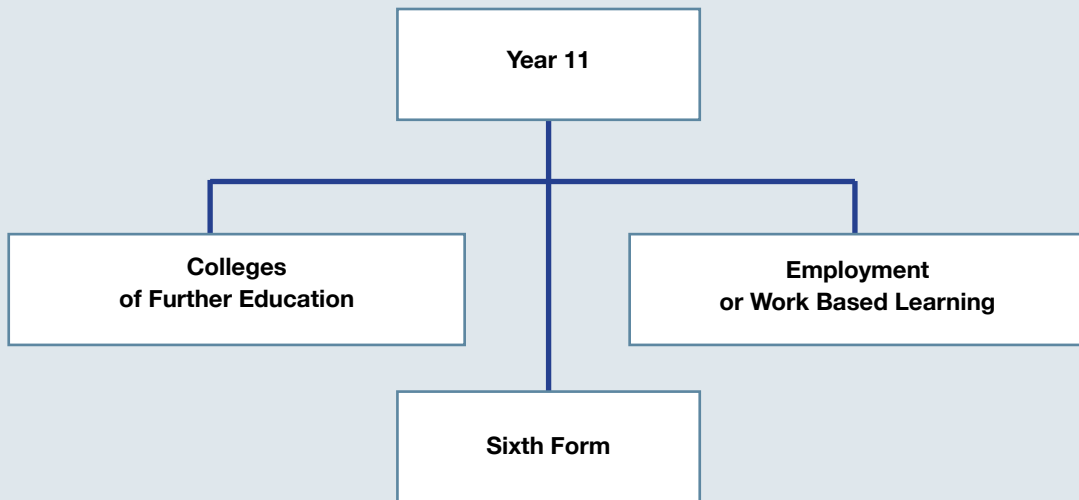 Year 11
Colleges
of Further Education
Employment
or Work Based Learning
Sixth Form